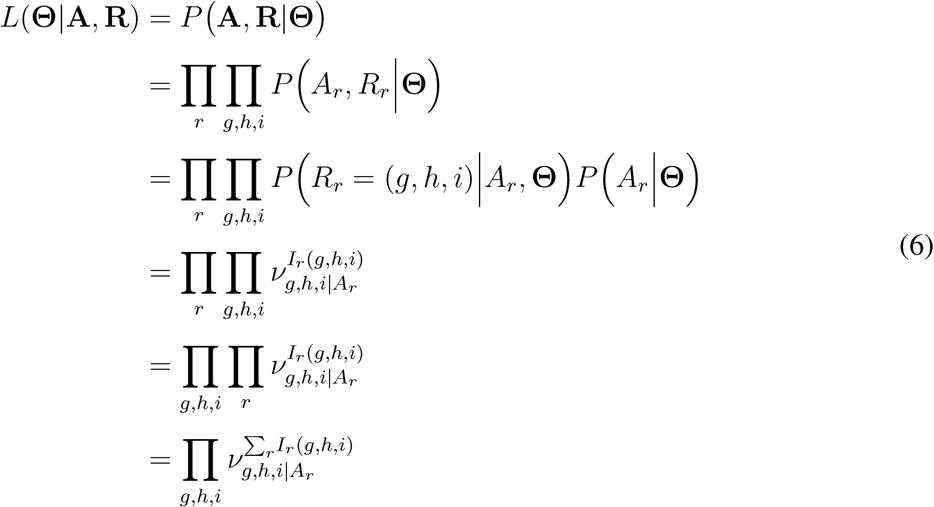 L(Θ|A, R) = P(A, R|Θ)
= ∏_r ∏_{g,h,i} P(A_r, R_r|Θ)
= ∏_r ∏_{g,h,i} P(R_r = (g, h, i)|A_r, Θ)P(A_r|Θ)
= ∏_r ∏_{g,h,i} ν_{g,h,i|A_r}^{I_r(g,h,i)}
(6)
= ∏_{g,h,i} ∏_r ν_{g,h,i|A_r}^{I_r(g,h,i)}
= ∏_{g,h,i} ν_{g,h,i|A_r}^{∑_r I_r(g,h,i)}